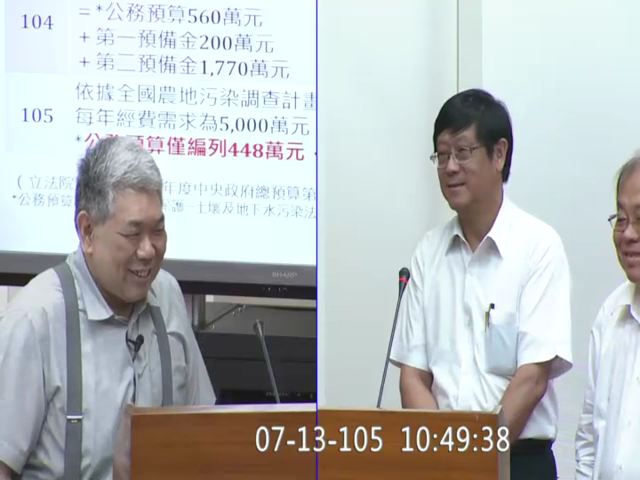 104
=*公務預算560萬元
+第一預備金200萬元
+第二預備金1,770萬元
105
依據全國農地污染調查計畫
每年經費需求為5,000萬元
*公務預算僅編列448萬元
(立法院
年度中央政府總預算第
*公務預算
土壤及地下水污染法
SHARP
07-13-105 10:49:38